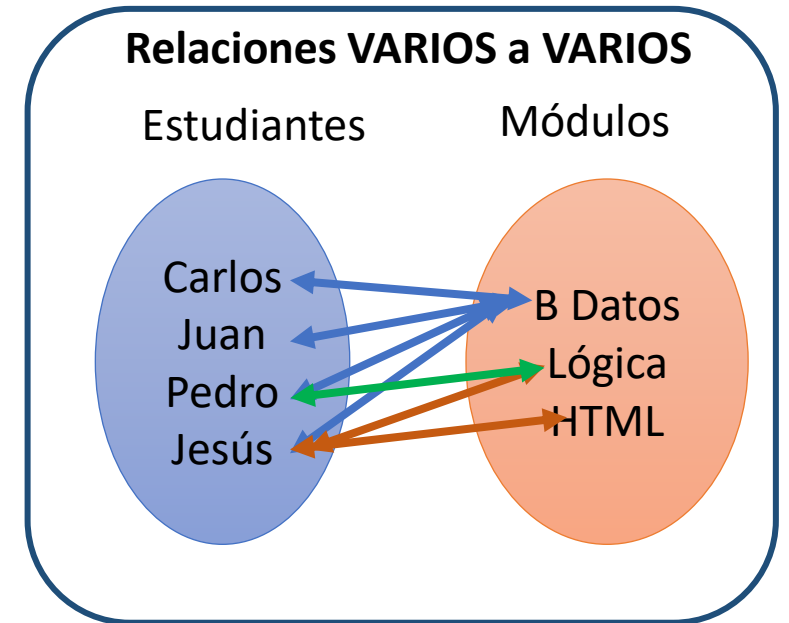 Relaciones VARIOS a VARIOS
Estudiantes
Módulos
Carlos
Juan
Pedro
Jesús
B Datos
Lógica
HTML